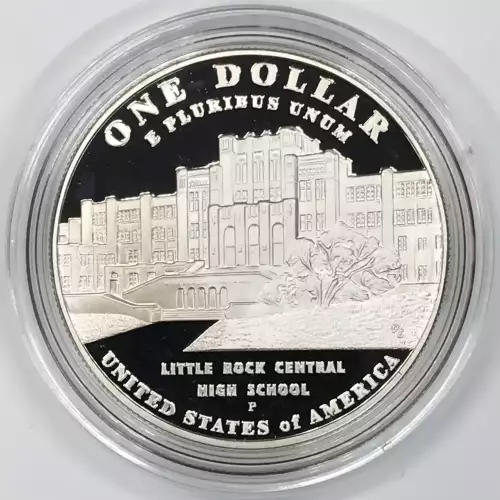 ONE DOLLAR
E PLURIBUS UNUM
LITTLE ROCK CENTRAL
HIGH SCHOOL
P
UNITED STATES of AMERICA